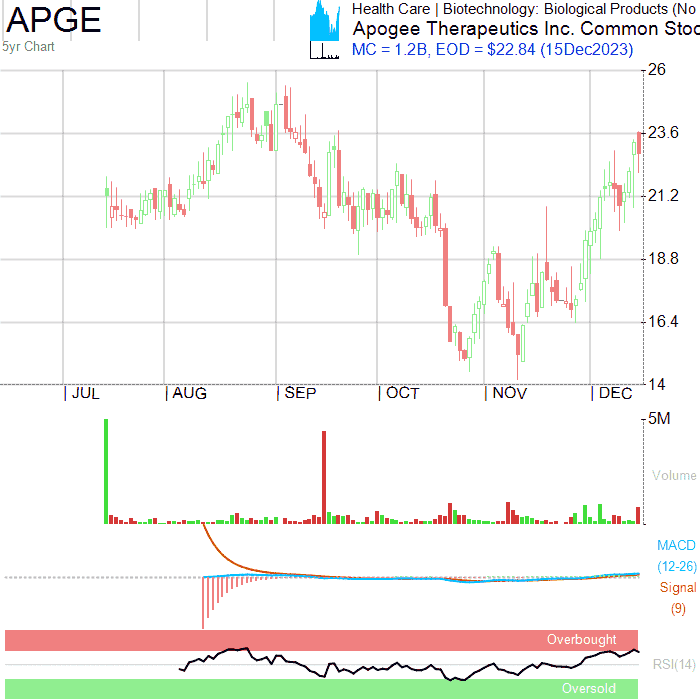 APGE
5yr Chart
Health Care | Biotechnology: Biological Products (No
Apogee Therapeutics Inc. Common Stoc
MC = 1.2B, EOD = $22.84 (15Dec2023)
26
23.6
21.2
18.8
16.4
14
JUL AUG SEP OCT NOV DEC
5M
Volume
MACD
(12-26)
Signal
(9)
Overbought
RSI(14)
Oversold